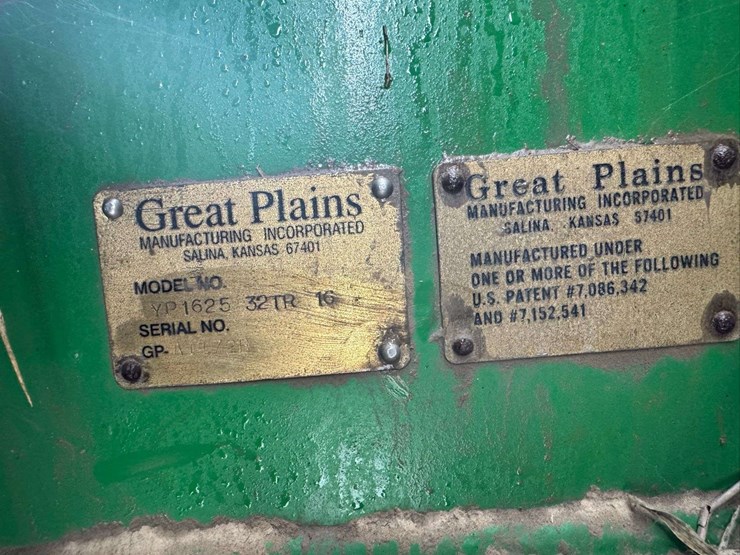 Great Plains
MANUFACTURING INCORPORATED
SALINA, KANSAS 67401
MODEL NO.
YP1625 32TR 16
SERIAL NO.
GP-
Great Plains
MANUFACTURING INCORPORATED
SALINA, KANSAS 67401
MANUFACTURED UNDER
ONE OR MORE OF THE FOLLOWING
U.S. PATENT #7,086,342
AND #7,152,541